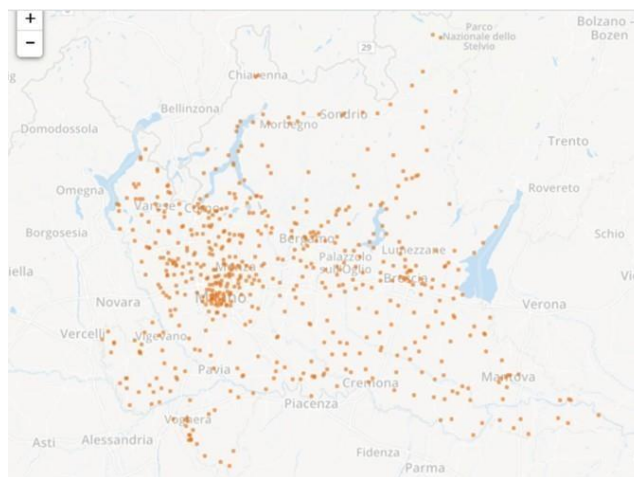 +
−
29
Parco
Nazionale dello
Stelvio
Bolzano -
Bozen
Chiavenna
Bellinzona
Sondrio
Morbegno
Domodossola
Trento
Omegna
Rovereto
Varese
Como
Borgosesia
Schio
Bergamo
Lumezzane
Palazzolo
sull'Oglio
Monza
Brescia
Milano
Novara
Verona
Vercelli
Vigevano
Pavia
Cremona
Mantova
Piacenza
Voghera
Asti
Alessandria
Fidenza
Parma